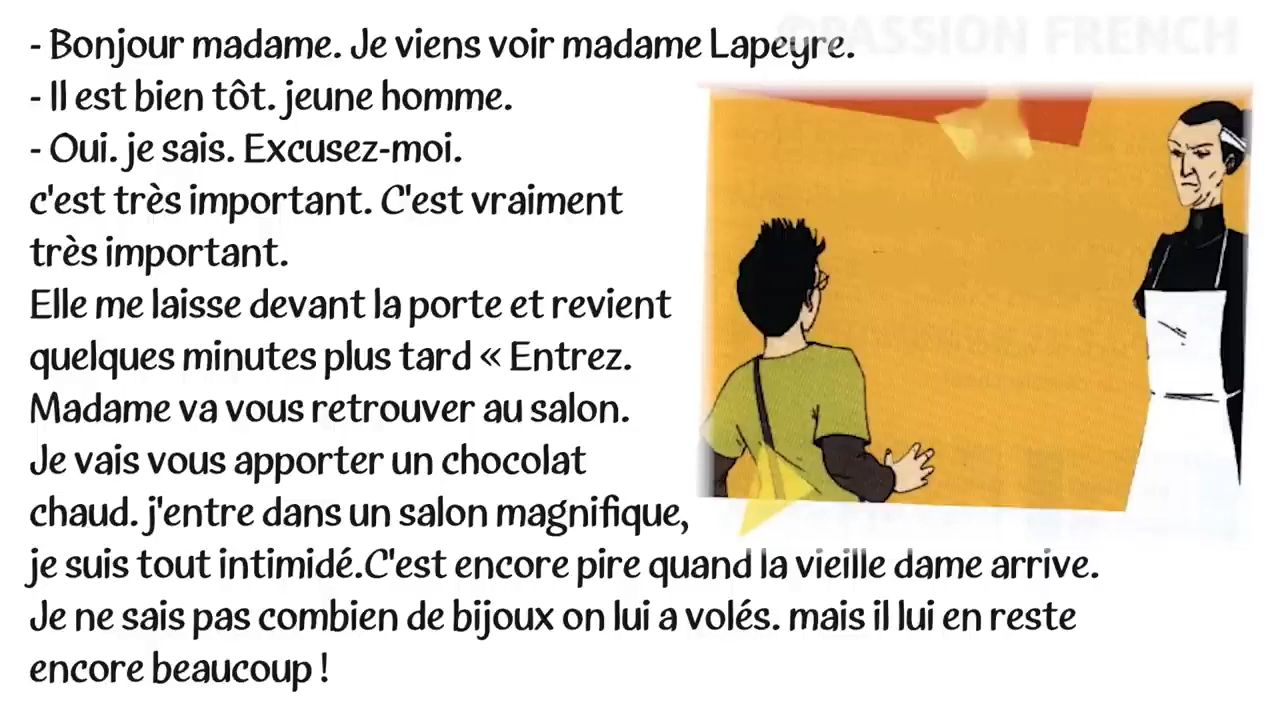 @PASSION FRENCH
- Bonjour madame. Je viens voir madame Lapeyre.
- Il est bien tôt. jeune homme.
- Oui. je sais. Excusez-moi.
c'est très important. C'est vraiment
très important.
Elle me laisse devant la porte et revient
quelques minutes plus tard « Entrez.
Madame va vous retrouver au salon.
Je vais vous apporter un chocolat
chaud. j'entre dans un salon magnifique,
je suis tout intimidé.C'est encore pire quand la vieille dame arrive.
Je ne sais pas combien de bijoux on lui a volés. mais il lui en reste
encore beaucoup !